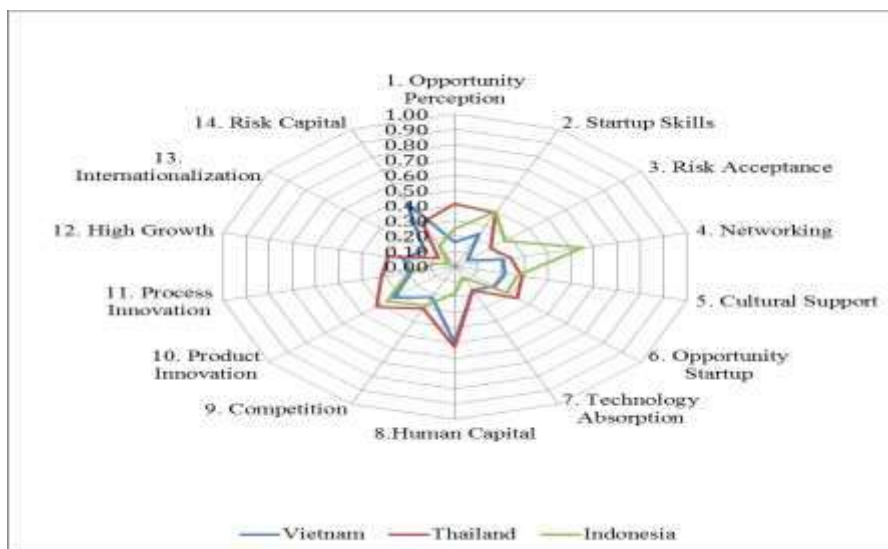 1. Opportunity
Perception
1.00
0.90
0.80
0.70
0.60
0.50
0.40
0.30
0.20
0.10
0.00
2. Startup Skills
3. Risk Acceptance
4. Networking
5. Cultural Support
6. Opportunity
Startup
7. Technology
Absorption
8.Human Capital
9. Competition
10. Product
Innovation
11. Process
Innovation
12. High Growth
13.
Internationalization
14. Risk Capital
Vietnam
Thailand
Indonesia